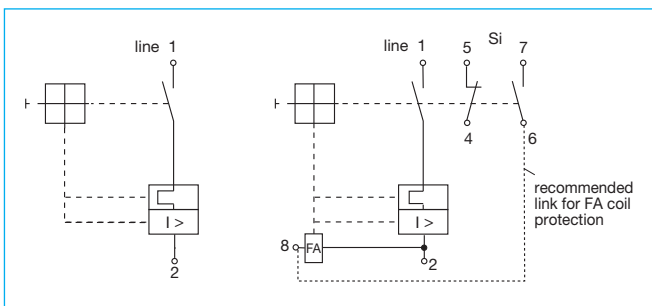 line 1
I >
2
line 1
5
Si
7
4
6
I >
8
FA
2
recommended
link for FA coil
protection